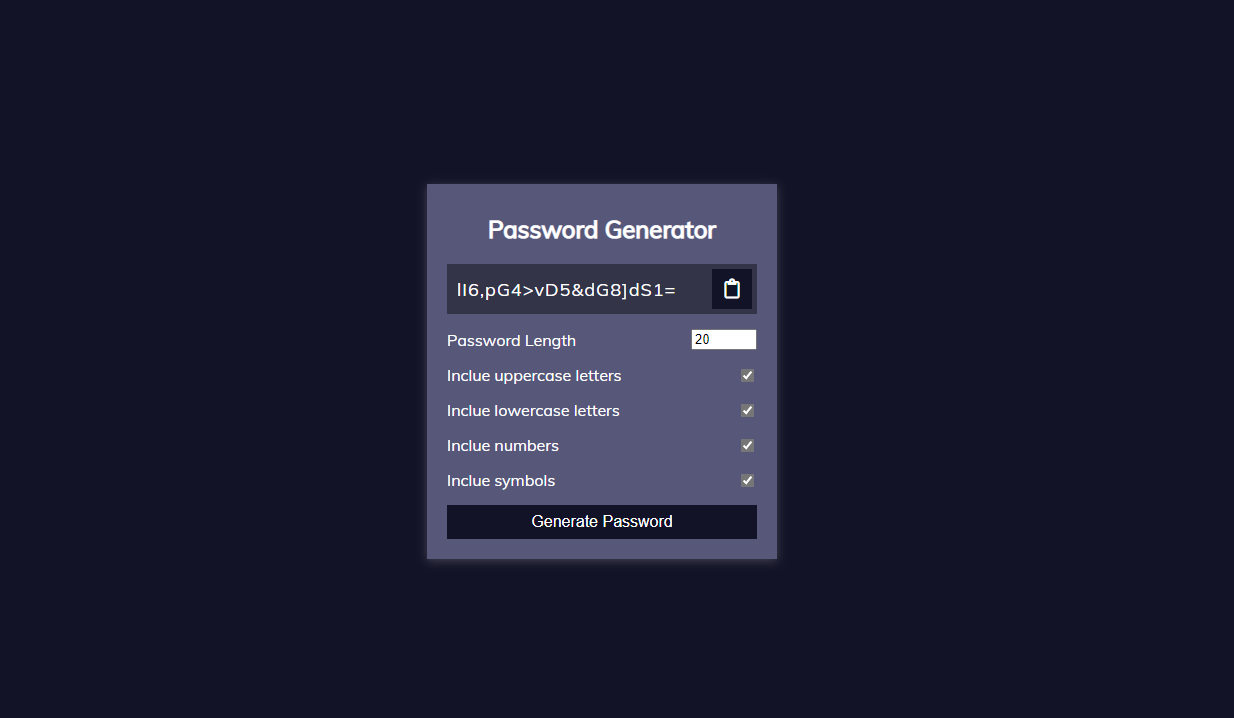 Password Generator
lI6,pG4>vD5&dG8]dS1=
Password Length 20
Inclue uppercase letters
Inclue lowercase letters
Inclue numbers
Inclue symbols
Generate Password